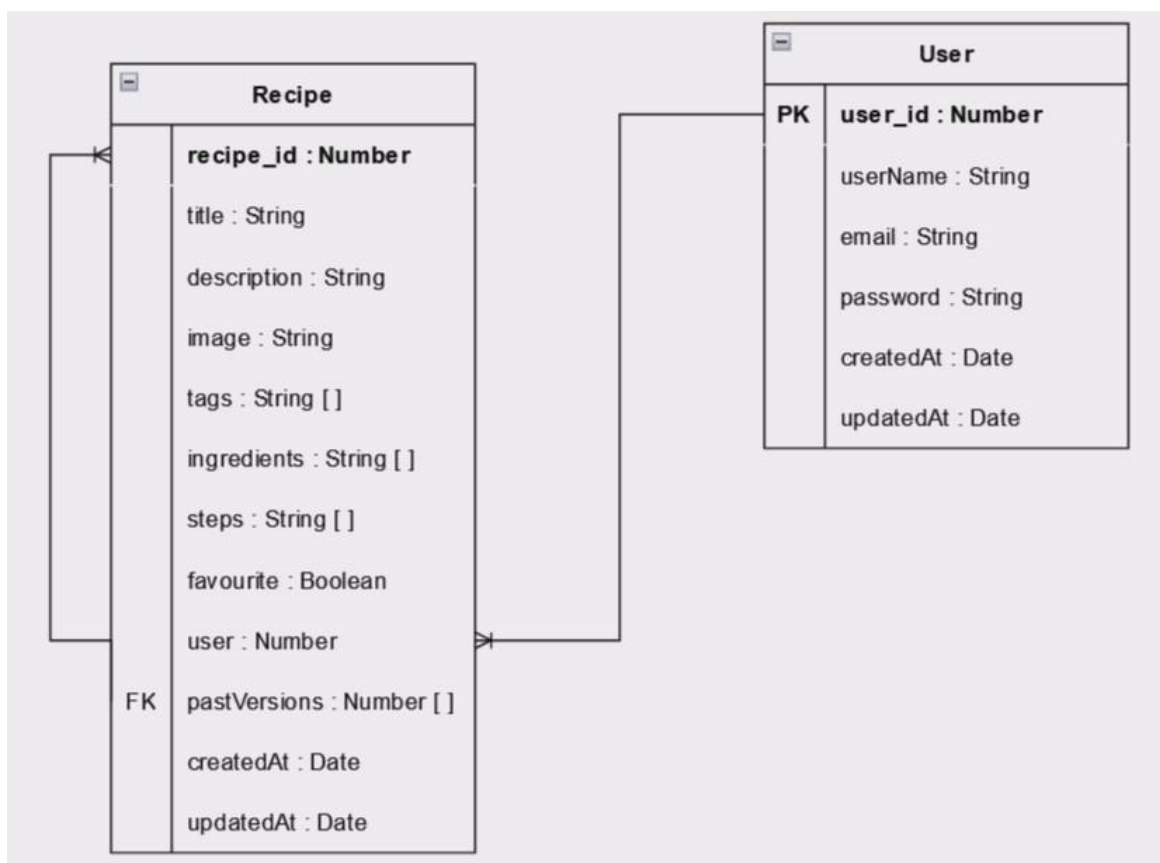 Recipe
recipe_id : Number
title : String
description : String
image : String
tags : String [ ]
ingredients : String [ ]
steps : String [ ]
favourite : Boolean
user : Number
FK pastVersions : Number [ ]
createdAt : Date
updatedAt : Date
User
PK user_id : Number
userName : String
email : String
password : String
createdAt : Date
updatedAt : Date